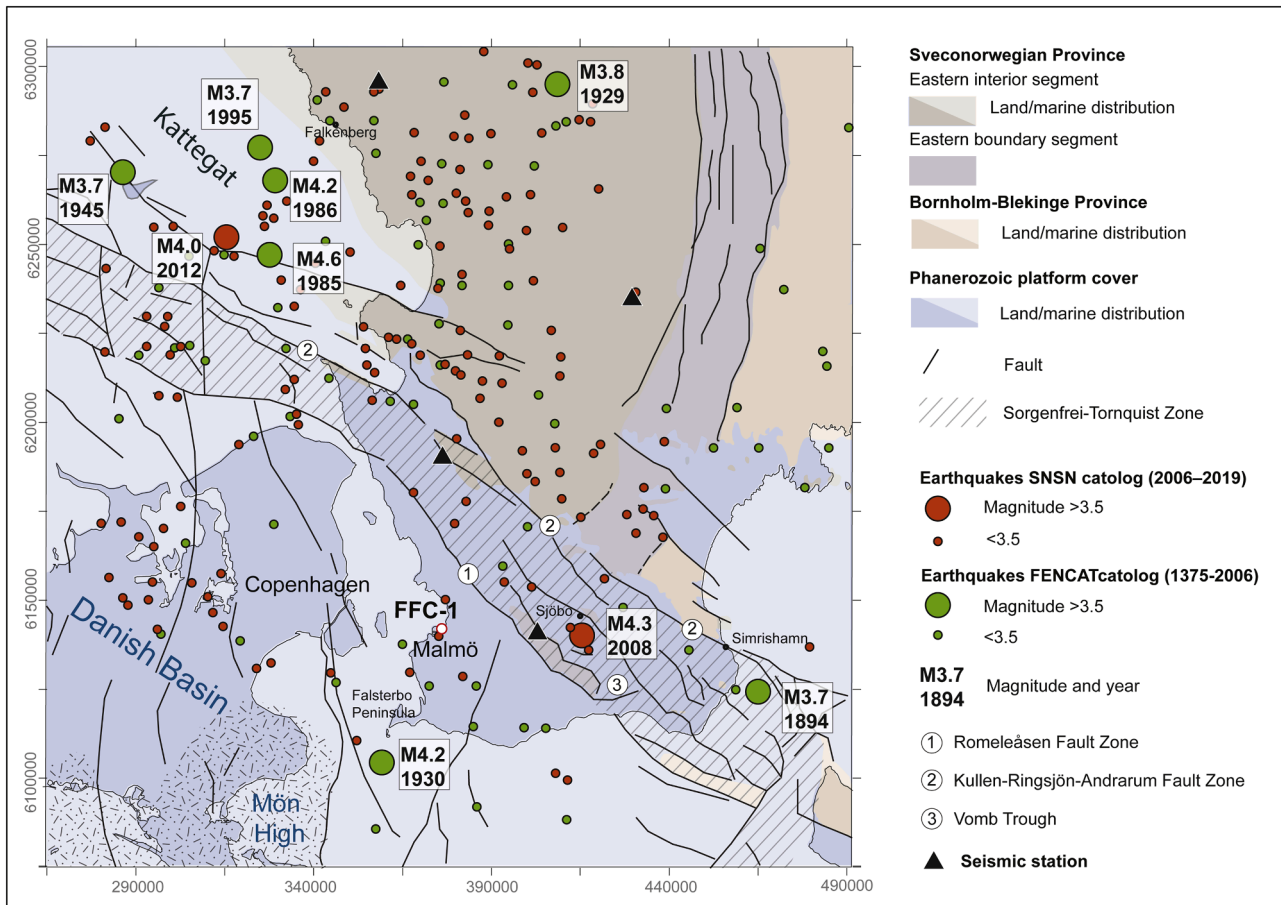 6300000
6250000
6200000
6150000
6100000
290000
340000
390000
440000
490000
M3.8
1929
M3.7
1995
Falkenberg
Kattegat
M3.7
1945
M4.2
1986
M4.0
2012
M4.6
1985
2
2
1
Copenhagen
FFC-1
Malmö
Danish Basin
Sjöbo
M4.3
2008
2
Simrishamn
3
Falsterbo
Peninsula
M3.7
1894
M4.2
1930
Mön
High
Sveconorwegian Province
Eastern interior segment
Land/marine distribution
Eastern boundary segment
Bornholm-Blekinge Province
Land/marine distribution
Phanerozoic platform cover
Land/marine distribution
Fault
Sorgenfrei-Tornquist Zone
Earthquakes SNSN catolog (2006–2019)
Magnitude >3.5
<3.5
Earthquakes FENCATcatolog (1375-2006)
Magnitude >3.5
<3.5
M3.7
1894
Magnitude and year
1 Romeleåsen Fault Zone
2 Kullen-Ringsjön-Andrarum Fault Zone
3 Vomb Trough
Seismic station